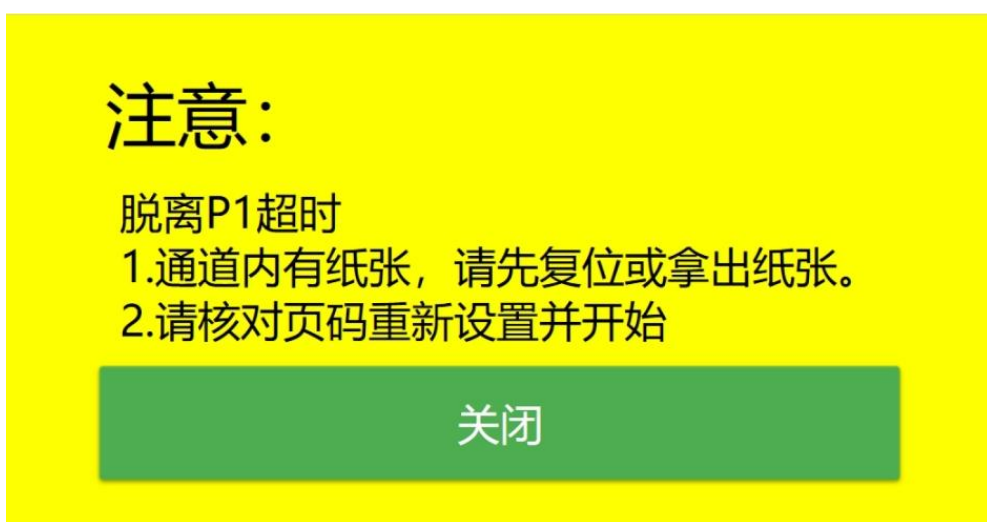 注意：
脱离P1超时
1.通道内有纸张，请先复位或拿出纸张。
2.请核对页码重新设置并开始
关闭